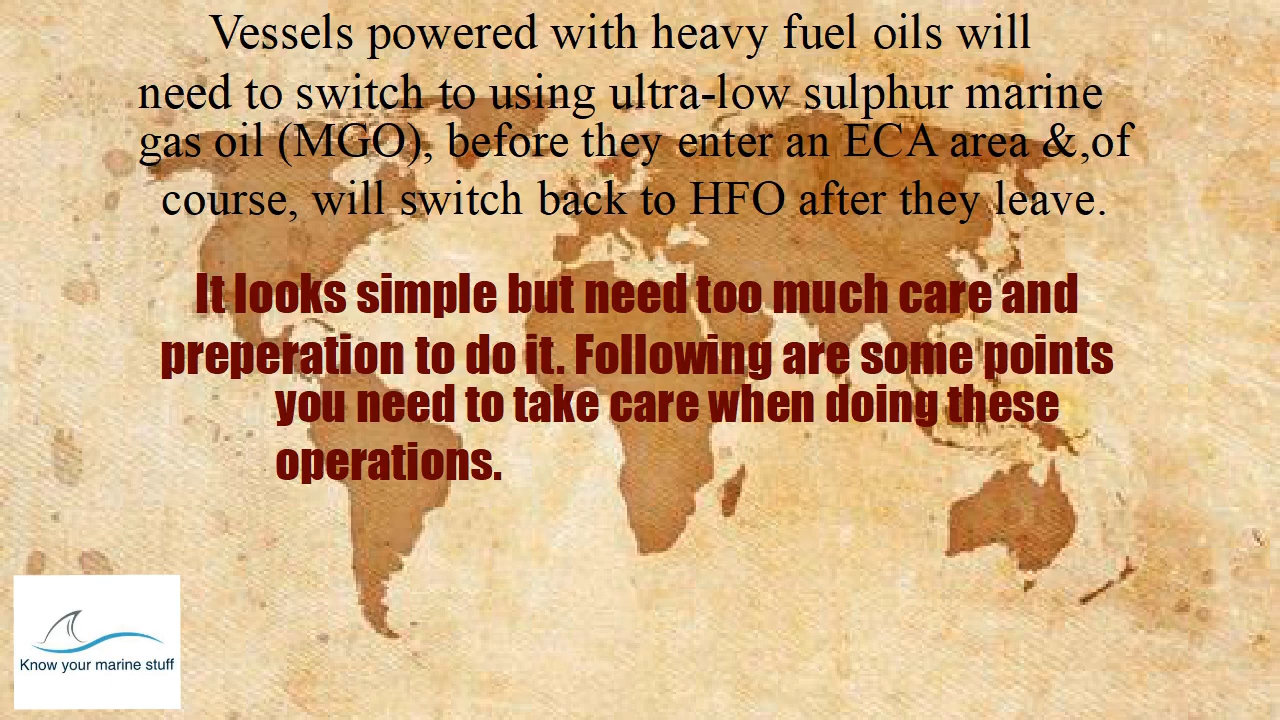 Vessels powered with heavy fuel oils will
need to switch to using ultra-low sulphur marine
gas oil (MGO), before they enter an ECA area &,of
course, will switch back to HFO after they leave.
It looks simple but need too much care and
preperation to do it. Following are some points
you need to take care when doing these
operations.
Know your marine stuff